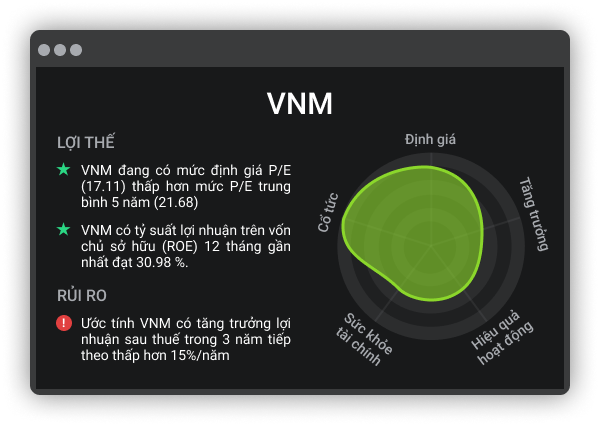 VNM
LỢI THẾ
VNM đang có mức định giá P/E
(17.11) thấp hơn mức P/E trung
bình 5 năm (21.68)
VNM có tỷ suất lợi nhuận trên vốn
chủ sở hữu (ROE) 12 tháng gần
nhất đạt 30.98 %.
RỦI RO
Ước tính VNM có tăng trưởng lợi
nhuận sau thuế trong 3 năm tiếp
theo thấp hơn 15%/năm
Định giá
Tăng trưởng
Hiệu quả
hoạt động
Sức khỏe
tài chính
Cổ tức